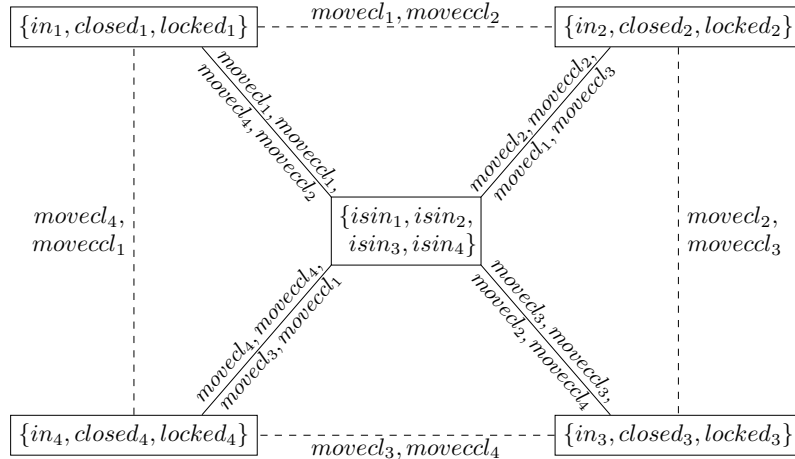 {in₁, closed₁, locked₁}
movecl₁, moveccl₂
{in₂, closed₂, locked₂}
movecl₁, moveccl₁,
movecl₄, moveccl₂
movecl₂, moveccl₂,
movecl₁, moveccl₃
movecl₄,
moveccl₁
{isin₁, isin₂,
isin₃, isin₄}
movecl₂,
moveccl₃
movecl₄, moveccl₄,
movecl₃, moveccl₁
movecl₃, moveccl₃,
movecl₂, moveccl₄
{in₄, closed₄, locked₄}
movecl₃, moveccl₄
{in₃, closed₃, locked₃}